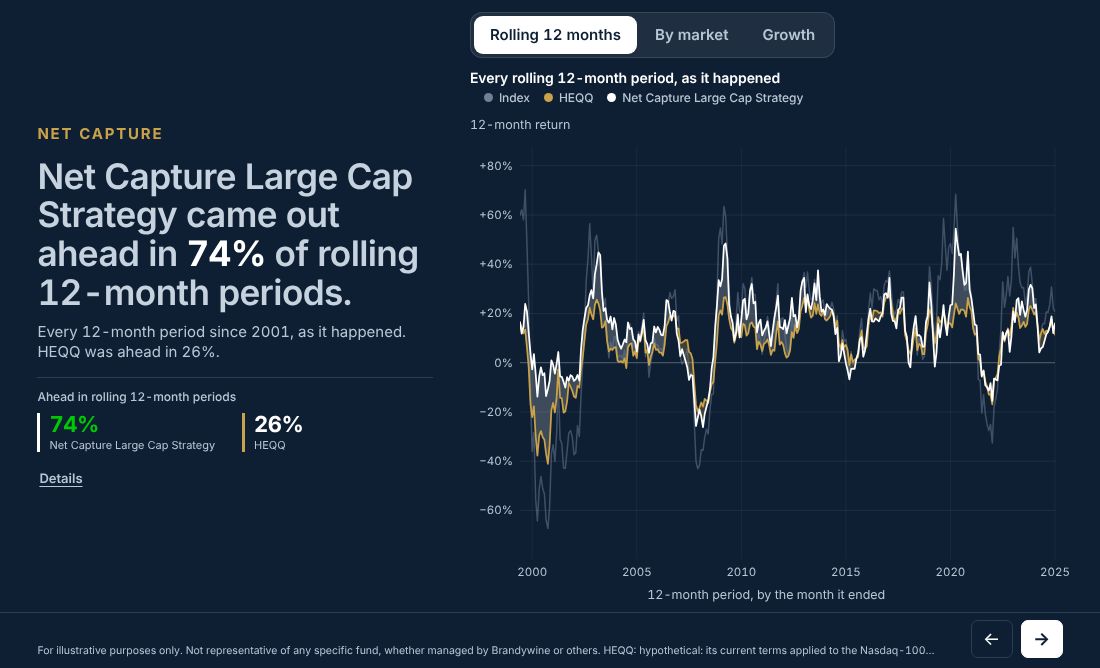 Rolling 12 months
By market
Growth
Every rolling 12-month period, as it happened
Index
HEQQ
Net Capture Large Cap Strategy
12-month return
NET CAPTURE
Net Capture Large Cap
Strategy came out
ahead in 74% of rolling
12-month periods.
Every 12-month period since 2001, as it happened.
HEQQ was ahead in 26%.
Ahead in rolling 12-month periods
74%
Net Capture Large Cap Strategy
26%
HEQQ
Details
+80%
+60%
+40%
+20%
0%
−20%
−40%
−60%
2000
2005
2010
2015
2020
2025
12-month period, by the month it ended
For illustrative purposes only. Not representative of any specific fund, whether managed by Brandywine or others. HEQQ: hypothetical: its current terms applied to the Nasdaq-100…